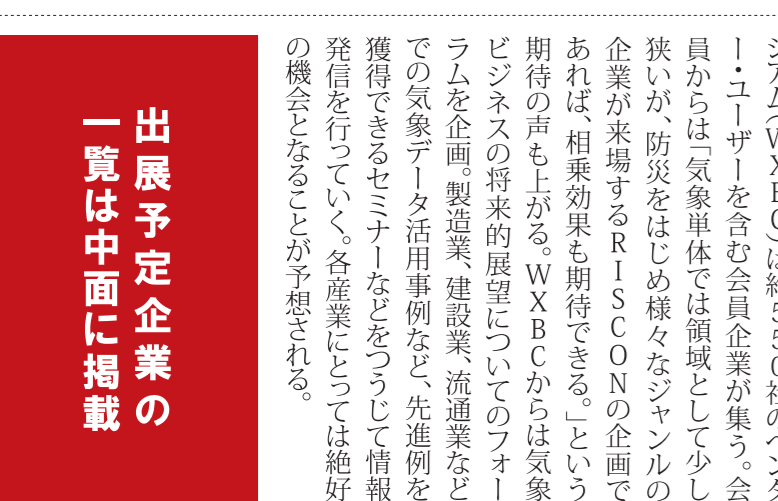 シアム（WXBC）は約550社のベンダ
ー・ユーザーを含む会員企業が集う。会
員からは「気象単体では領域として少し
狭いが、防災をはじめ様々なジャンルの
企業が来場するRISCONの企画で
あれば、相乗効果も期待できる。」という
期待の声も上がる。WXBCからは気象
ビジネスの将来的展望についてのフォー
ラムを企画。製造業、建設業、流通業など
での気象データ活用事例など、先進例を
獲得できるセミナーなどをつうじて情報
発信を行っていく。各産業にとっては絶好
の機会となることが予想される。
出展予定企業の
一覧は中面に掲載